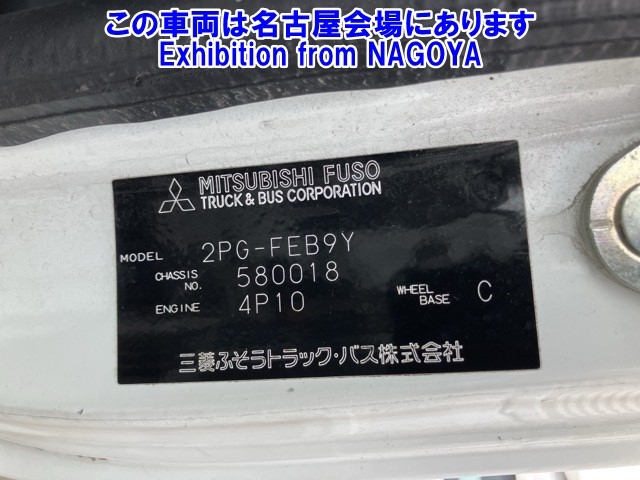 この車両は名古屋会場にあります
Exhibition from NAGOYA
MITSUBISHI FUSO
TRUCK & BUS CORPORATION
MODEL 2PG-FEB9Y
CHASSIS NO. 580018
ENGINE 4P10 WHEEL BASE C
三菱ふそうトラック・バス株式会社